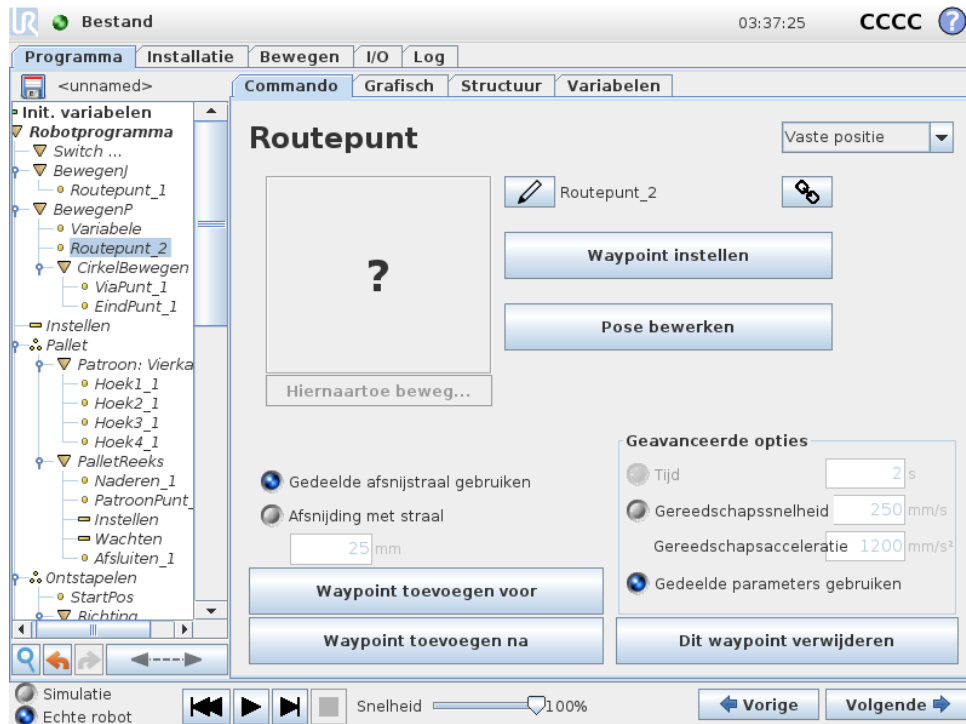 UR Bestand 03:37:25 CCCC ?
Programma Installatie Bewegen I/O Log
<unnamed>
Commando Grafisch Structuur Variabelen
Init. variabelen
Robotprogramma
Switch ...
BewegenJ
Routepunt_1
BewegenP
Variabele
Routepunt_2
CirkelBewegen
ViaPunt_1
EindPunt_1
Instellen
Pallet
Patroon: Vierka
Hoek1_1
Hoek2_1
Hoek3_1
Hoek4_1
PalletReeks
Naderen_1
PatroonPunt_
Instellen
Wachten
Afsluiten_1
Ontstapelen
StartPos
Richting
Routepunt
Vaste positie
?
Routepunt_2
Waypoint instellen
Pose bewerken
Hiernaartoe beweg...
Gedeelde afsnijstraal gebruiken
Afsnijding met straal
25 mm
Geavanceerde opties
Tijd 2 s
Gereedschapssnelheid 250 mm/s
Gereedschapsacceleratie 1200 mm/s²
Gedeelde parameters gebruiken
Waypoint toevoegen voor
Waypoint toevoegen na
Dit waypoint verwijderen
Simulatie
Echte robot
Snelheid 100%
Vorige
Volgende